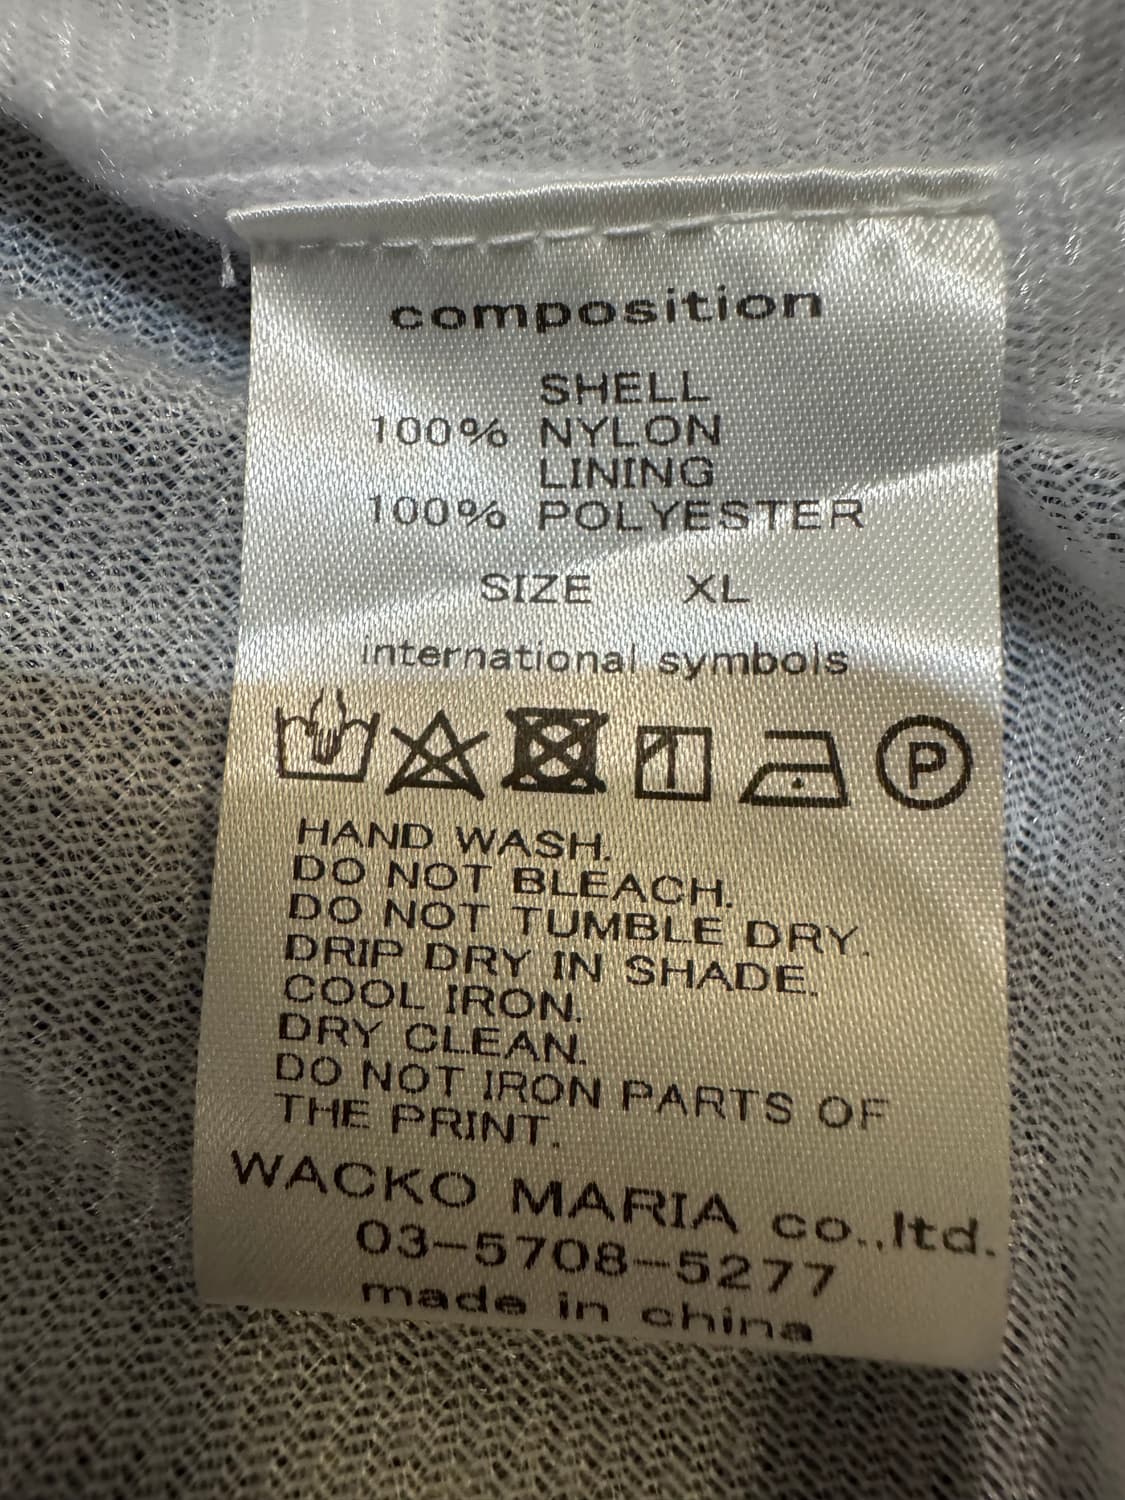 composition
SHELL
100% NYLON
LINING
100% POLYESTER
SIZE XL
international symbols
P
HAND WASH.
DO NOT BLEACH.
DO NOT TUMBLE DRY.
DRIP DRY IN SHADE.
COOL IRON.
DRY CLEAN.
DO NOT IRON PARTS OF
THE PRINT.
WACKO MARIA co.,ltd.
03-5708-5277
made in china